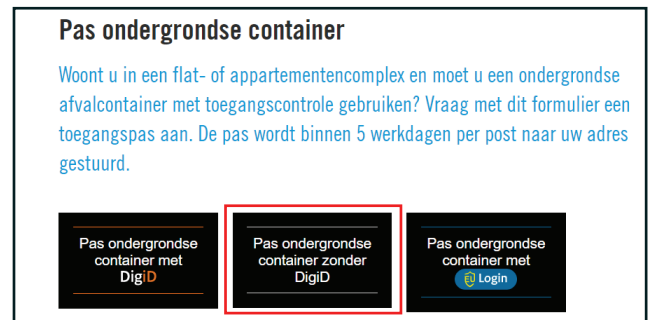 Pas ondergrondse container
Woont u in een flat- of appartementencomplex en moet u een ondergrondse
afvalcontainer met toegangscontrole gebruiken? Vraag met dit formulier een
toegangspas aan. De pas wordt binnen 5 werkdagen per post naar uw adres
gestuurd.
Pas ondergrondse
container met
DigiD
Pas ondergrondse
container zonder
DigiD
Pas ondergrondse
container met
EU Login